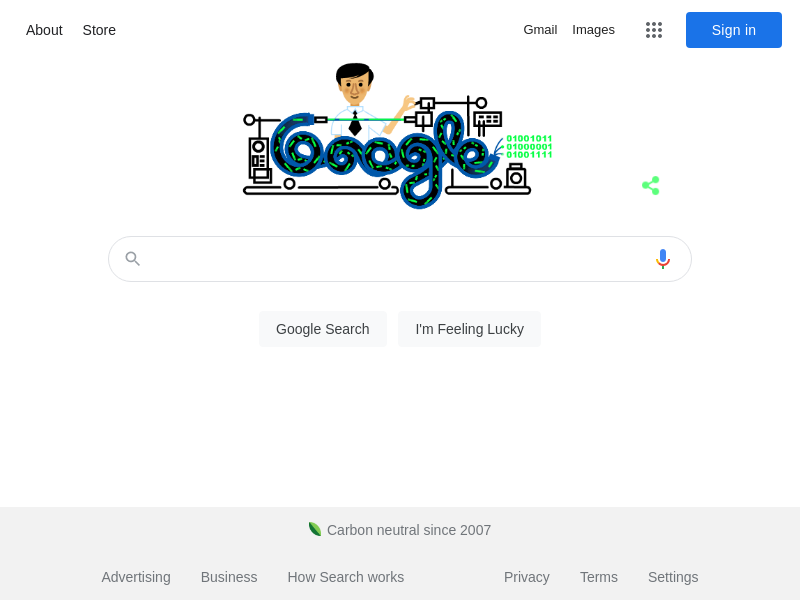 About Store Gmail Images Sign in
Google
01001011
01000001
01001111
Google Search I'm Feeling Lucky
Carbon neutral since 2007
Advertising Business How Search works Privacy Terms Settings